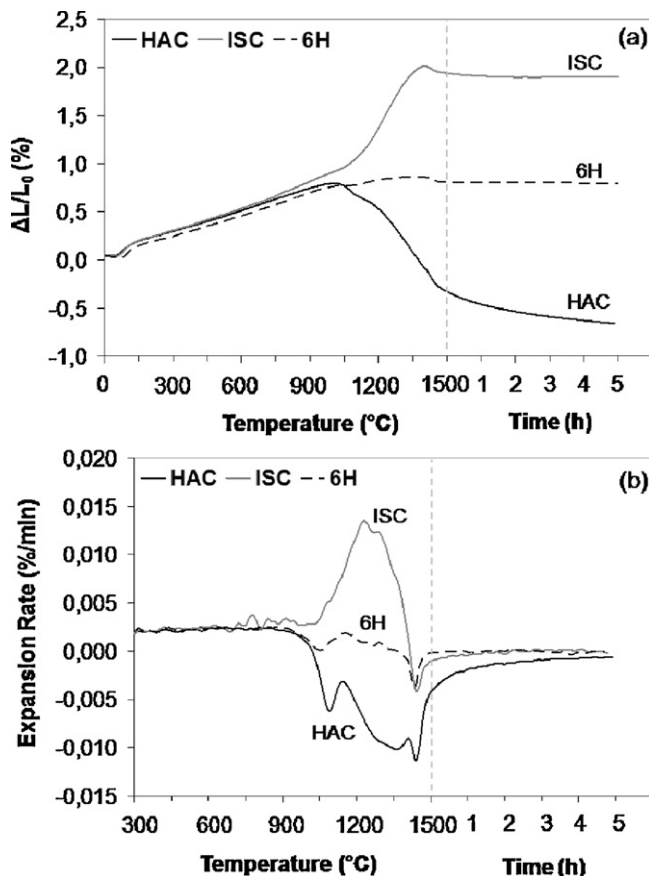 HAC ISC 6H (a)
2,5
2,0
1,5
1,0
0,5
0,0
-0,5
-1,0
ΔL/L₀ (%)
ISC
6H
HAC
0 300 600 900 1200 1500 1 2 3 4 5
Temperature (°C) Time (h)
0,020
0,015
0,010
0,005
0,000
-0,005
-0,010
-0,015
Expansion Rate (%/min)
HAC ISC 6H (b)
ISC
6H
HAC
300 600 900 1200 1500 1 2 3 4 5
Temperature (°C) Time (h)